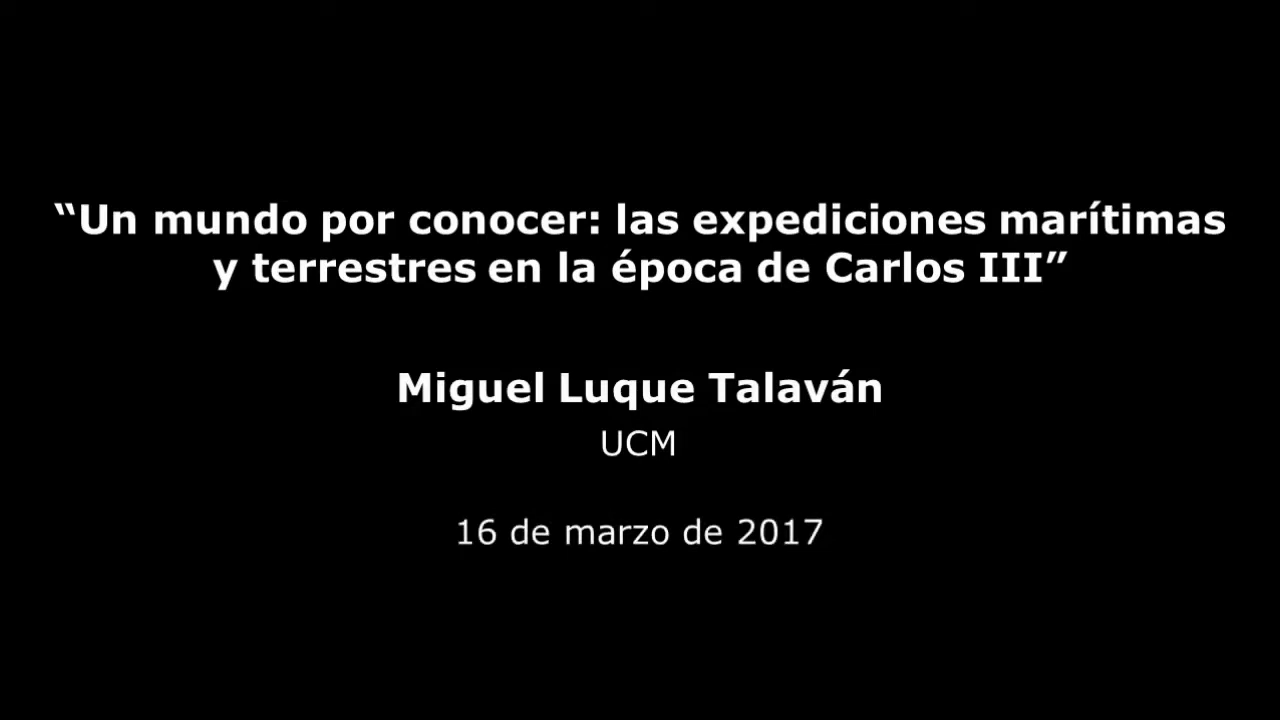 “Un mundo por conocer: las expediciones marítimas
y terrestres en la época de Carlos III”
Miguel Luque Talaván
UCM
16 de marzo de 2017